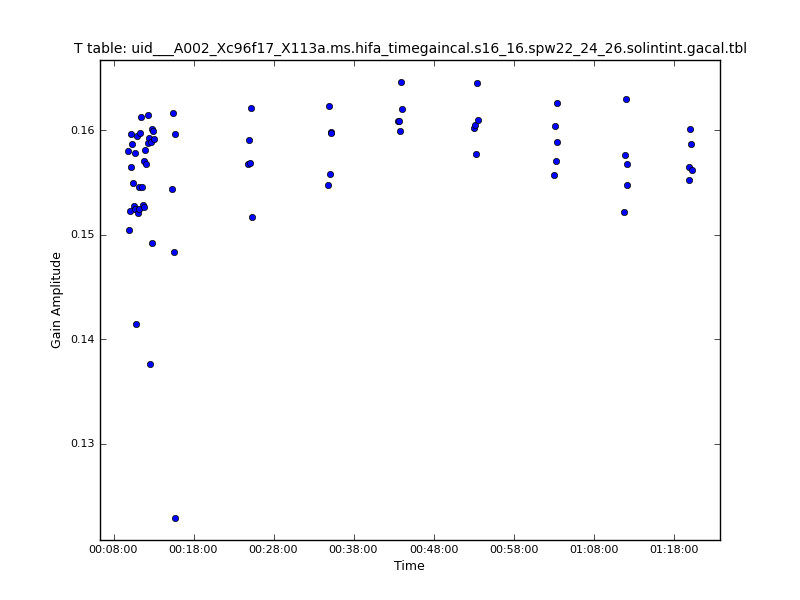 T table: uid___A002_Xc96f17_X113a.ms.hifa_timegaincal.s16_16.spw22_24_26.solintint.gacal.tbl
0.16
0.15
Gain Amplitude
0.14
0.13
00:08:00 00:18:00 00:28:00 00:38:00 00:48:00 00:58:00 01:08:00 01:18:00
Time